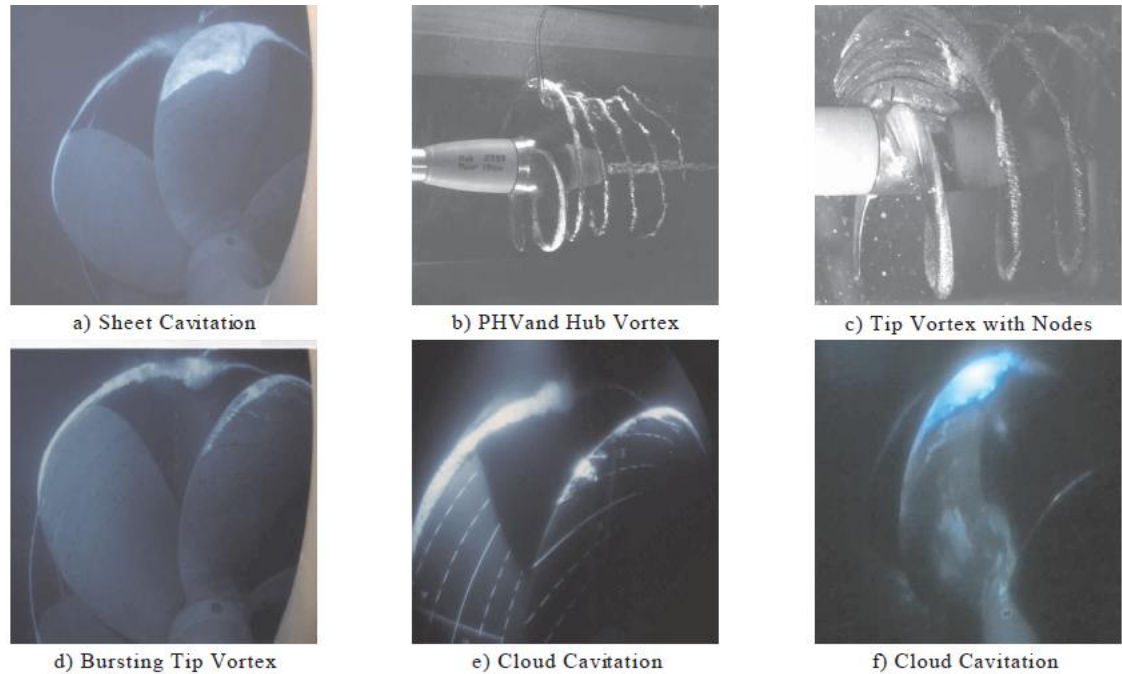 a) Sheet Cavitation
b) PHVand Hub Vortex
c) Tip Vortex with Nodes
d) Bursting Tip Vortex
e) Cloud Cavitation
f) Cloud Cavitation